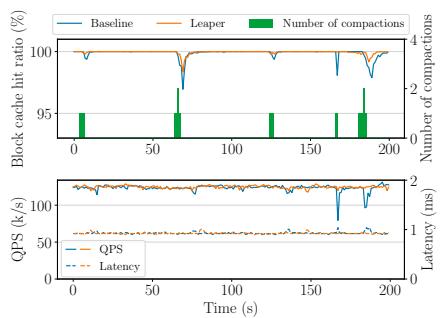 Baseline Leaper Number of compactions
Block cache hit ratio (%)
100
95
4
2
0
Number of compactions
0 50 100 150 200
QPS (k/s)
100
50
0
2
1
0
Latency (ms)
QPS
Latency
0 50 100 150 200
Time (s)